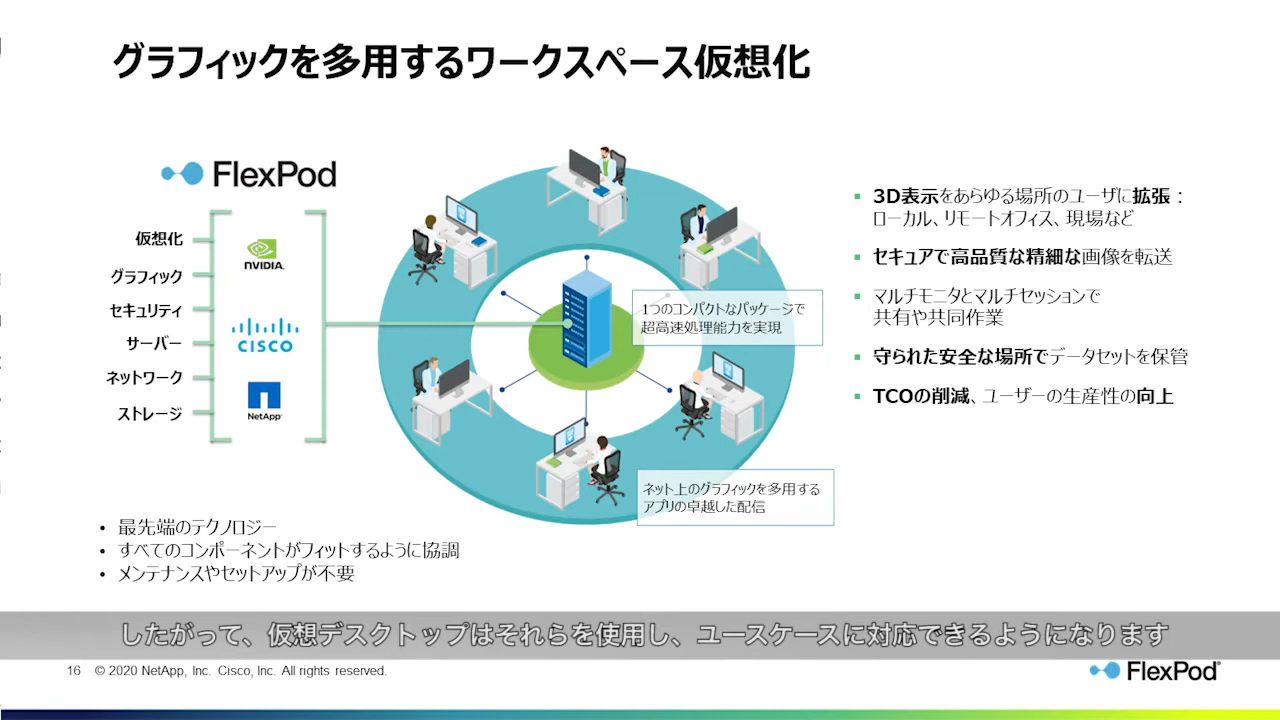 グラフィックを多用するワークスペース仮想化
FlexPod
仮想化
グラフィック
セキュリティ
サーバー
ネットワーク
ストレージ
NVIDIA.
CISCO
NetApp
1つのコンパクトなパッケージで
超高速処理能力を実現
ネット上のグラフィックを多用する
アプリの卓越した配信
▪ 3D表示をあらゆる場所のユーザに拡張：
ローカル、リモートオフィス、現場など
▪ セキュアで高品質な精細な画像を転送
▪ マルチモニタとマルチセッションで
共有や共同作業
▪ 守られた安全な場所でデータセットを保管
▪ TCOの削減、ユーザーの生産性の向上
• 最先端のテクノロジー
• すべてのコンポーネントがフィットするように協調
• メンテナンスやセットアップが不要
したがって、仮想デスクトップはそれらを使用し、ユースケースに対応できるようになります
16 © 2020 NetApp, Inc. Cisco, Inc. All rights reserved.
FlexPod